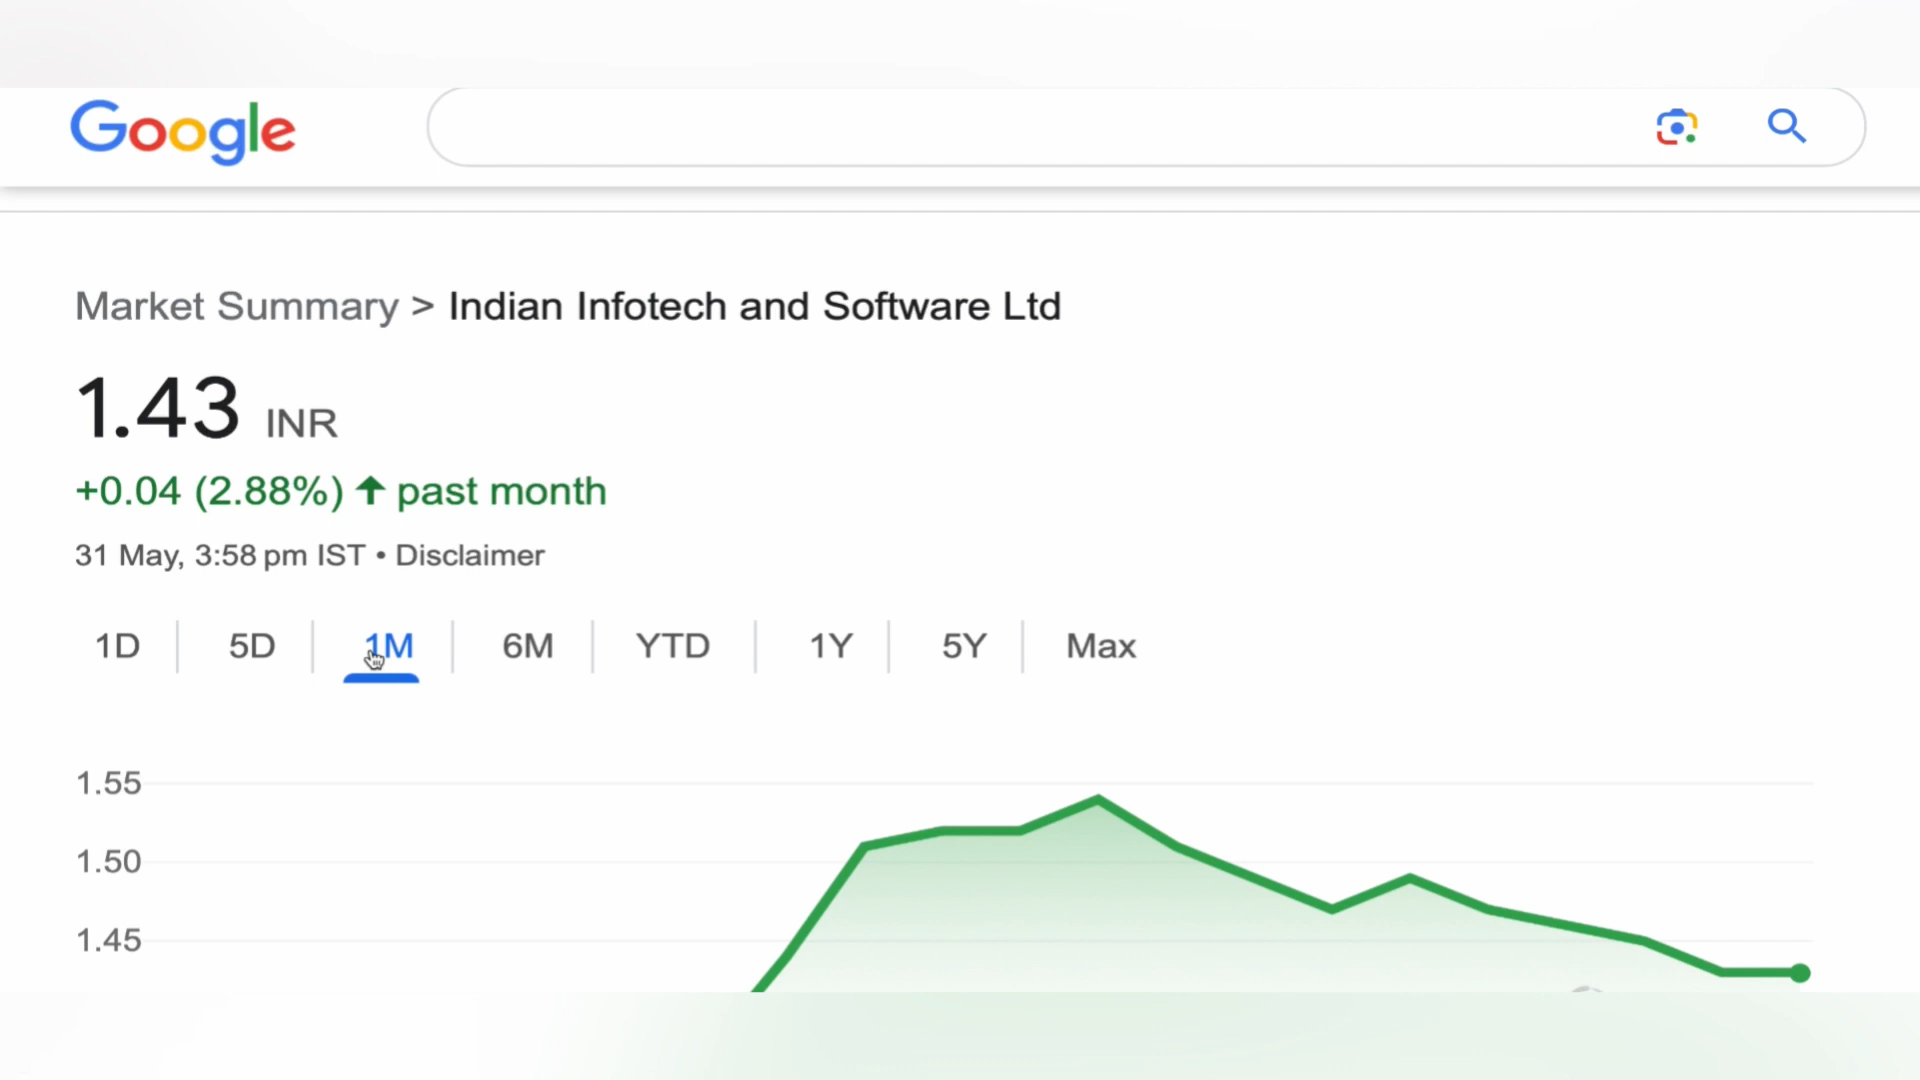 Google
Market Summary > Indian Infotech and Software Ltd
1.43 INR
+0.04 (2.88%) ↑ past month
31 May, 3:58 pm IST • Disclaimer
1D 5D 1M 6M YTD 1Y 5Y Max
1.55
1.50
1.45